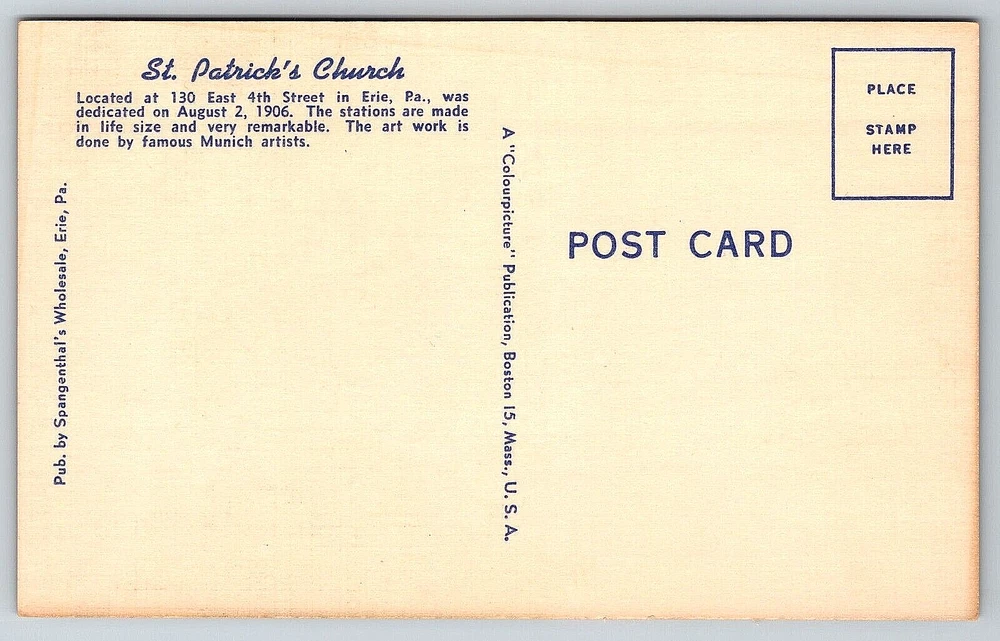 St. Patrick's Church
Located at 130 East 4th Street in Erie, Pa., was
dedicated on August 2, 1906. The stations are made
in life size and very remarkable. The art work is
done by famous Munich artists.
Pub. by Spangenthal's Wholesale, Erie, Pa.
A "Colourpicture" Publication, Boston 15, Mass., U. S. A.
PLACE
STAMP
HERE
POST CARD